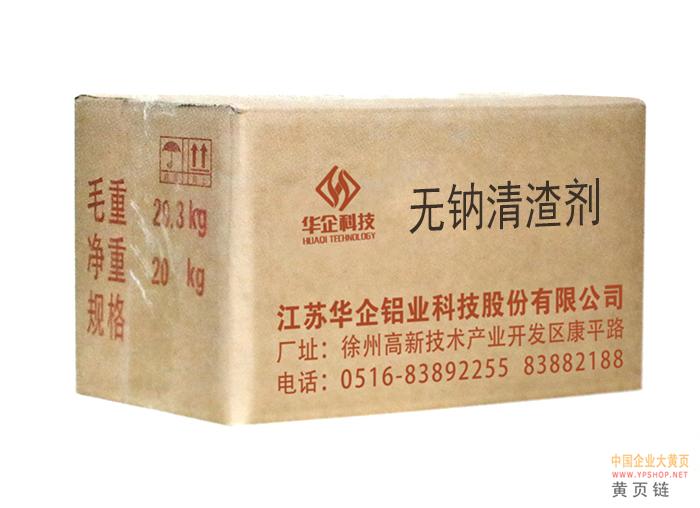 毛重 20.3 kg
净重 20 kg
规格
华企科技
HUAQI TECHNOLOGY
无钠清渣剂
江苏华企铝业科技股份有限公司
厂址：徐州高新技术产业开发区康平路
电话：0516-83892255 83882188
中国企业大黄页
WWW.YPSHOP.NET
黄页链